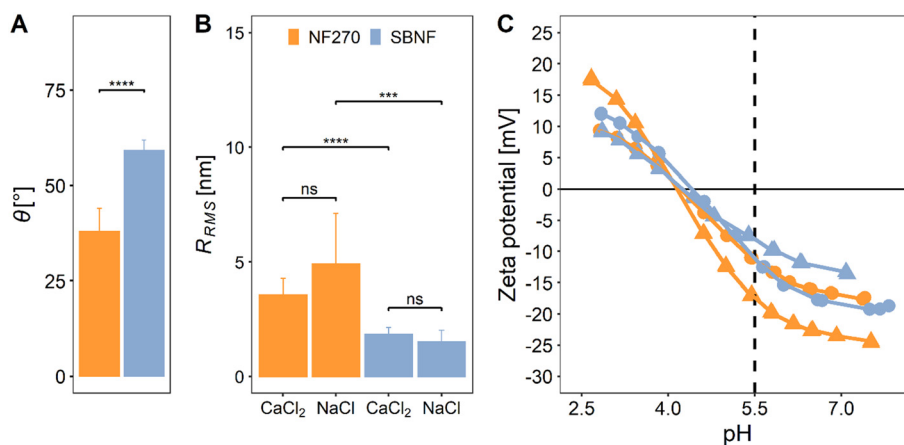 A
θ[°]
75
50
25
0
****
B
NF270
SBNF
R_RMS [nm]
15
10
5
0
***
****
ns
ns
CaCl₂ NaCl CaCl₂ NaCl
C
Zeta potential [mV]
25
20
15
10
5
0
-5
-10
-15
-20
-25
-30
2.5 4.0 5.5 7.0
pH